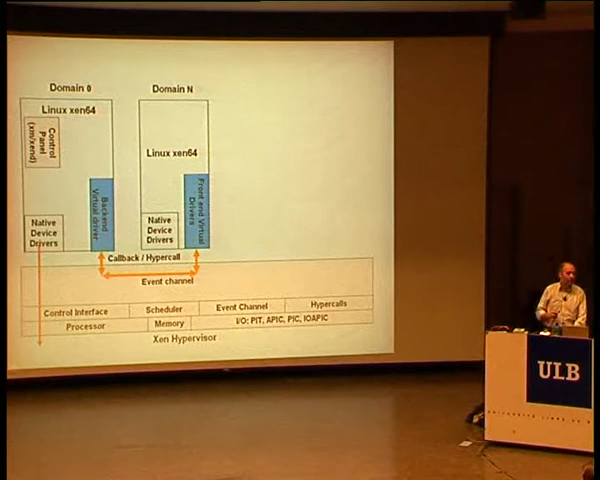 Domain 0
Domain N
Linux xen64
Control
Panel
(xm/xend)
Linux xen64
Backend
Virtual driver
Front end Virtual
Drivers
Native
Device
Drivers
Native
Device
Drivers
Callback / Hypercall
Event channel
Control Interface
Scheduler
Event Channel
Hypercalls
Processor
Memory
I/O: PIT, APIC, PIC, IOAPIC
Xen Hypervisor
ULB